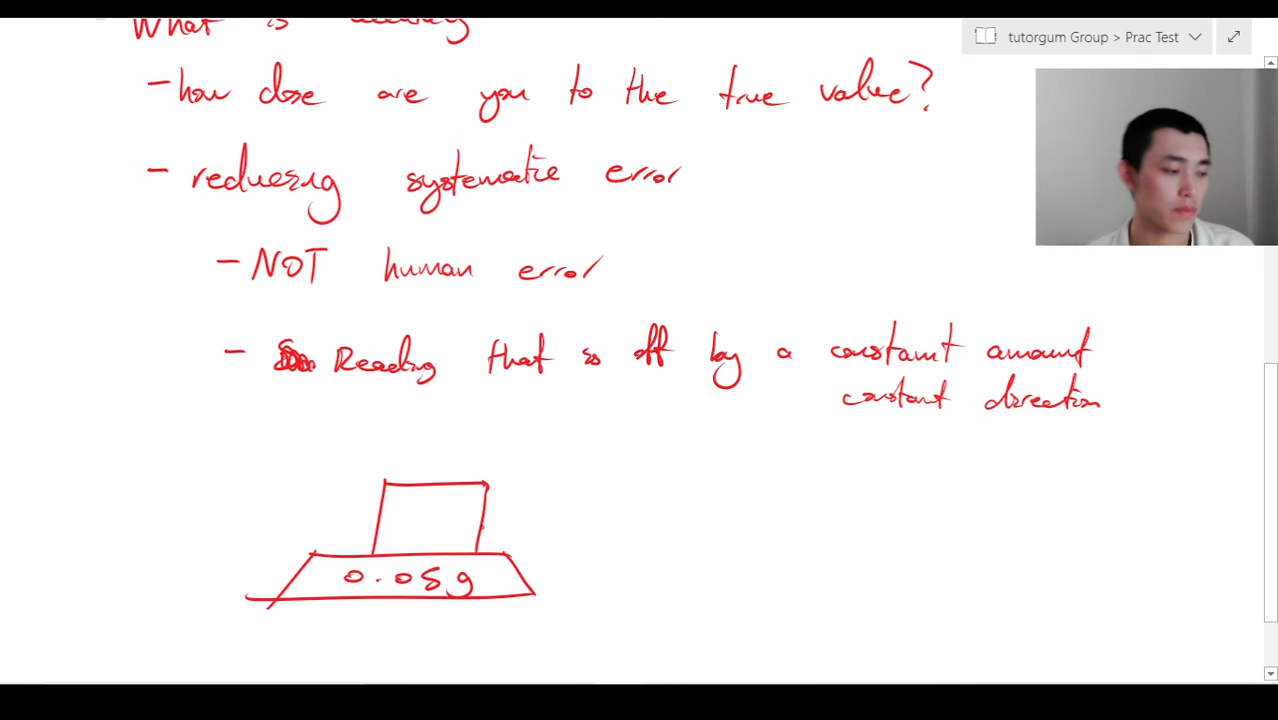 What is accuracy
tutorgum Group > Prac Test
- how close are you to the true value?
- reducing systematic error
- NOT human error
- Reading that is off by a constant amount
constant direction
0.05g